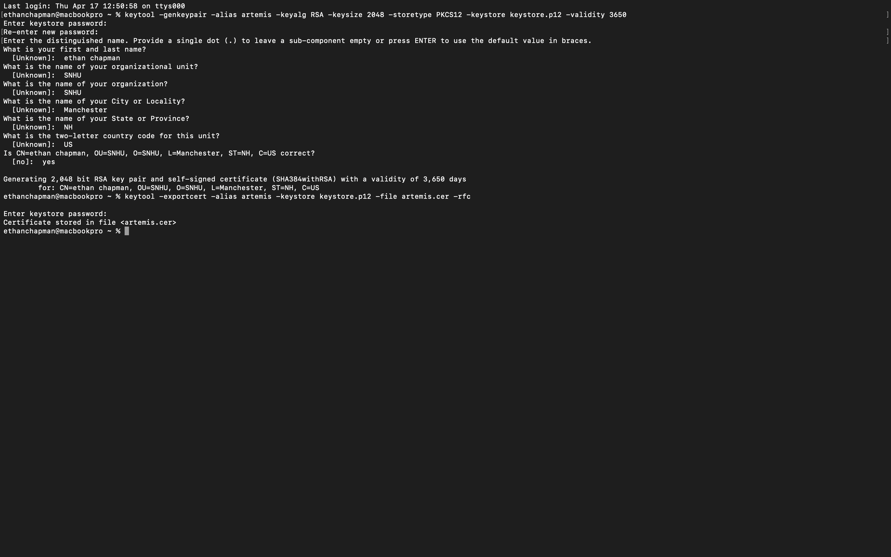 Last login: Thu Apr 17 12:50:58 on ttys000
[ethanchapman@macbookpro ~ % keytool -genkeypair -alias artemis -keyalg RSA -keysize 2048 -storetype PKCS12 -keystore keystore.p12 -validity 3650 ]
Enter keystore password:
[Re-enter new password: ]
[Enter the distinguished name. Provide a single dot (.) to leave a sub-component empty or press ENTER to use the default value in braces. ]
What is your first and last name?
[Unknown]: ethan chapman
What is the name of your organizational unit?
[Unknown]: SNHU
What is the name of your organization?
[Unknown]: SNHU
What is the name of your City or Locality?
[Unknown]: Manchester
What is the name of your State or Province?
[Unknown]: NH
What is the two-letter country code for this unit?
[Unknown]: US
Is CN=ethan chapman, OU=SNHU, O=SNHU, L=Manchester, ST=NH, C=US correct?
[no]: yes
Generating 2,048 bit RSA key pair and self-signed certificate (SHA384withRSA) with a validity of 3,650 days
for: CN=ethan chapman, OU=SNHU, O=SNHU, L=Manchester, ST=NH, C=US
ethanchapman@macbookpro ~ % keytool -exportcert -alias artemis -keystore keystore.p12 -file artemis.cer -rfc
Enter keystore password:
Certificate stored in file <artemis.cer>
ethanchapman@macbookpro ~ %